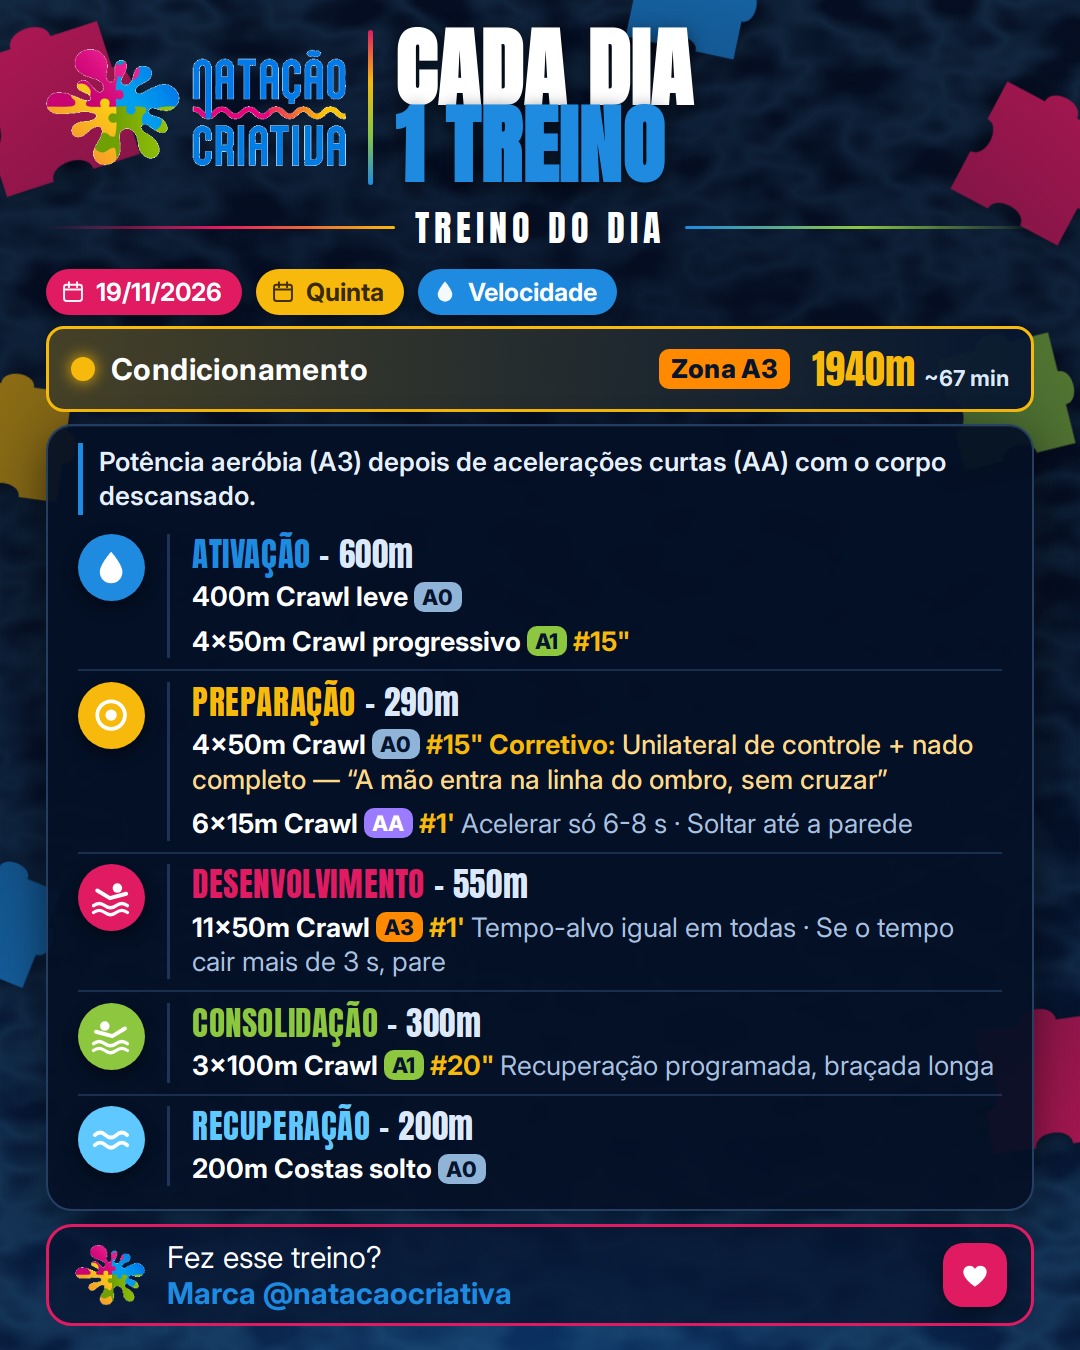 NATAÇÃO
CRIATIVA
CADA DIA
1 TREINO
TREINO DO DIA
19/11/2026
Quinta
Velocidade
Condicionamento
Zona A3
1940m ~67 min
Potência aeróbia (A3) depois de acelerações curtas (AA) com o corpo
descansado.
ATIVAÇÃO - 600m
400m Crawl leve A0
4×50m Crawl progressivo A1 #15"
PREPARAÇÃO - 290m
4×50m Crawl A0 #15" Corretivo: Unilateral de controle + nado
completo — “A mão entra na linha do ombro, sem cruzar”
6×15m Crawl AA #1' Acelerar só 6-8 s · Soltar até a parede
DESENVOLVIMENTO - 550m
11×50m Crawl A3 #1' Tempo-alvo igual em todas · Se o tempo
cair mais de 3 s, pare
CONSOLIDAÇÃO - 300m
3×100m Crawl A1 #20" Recuperação programada, braçada longa
RECUPERAÇÃO - 200m
200m Costas solto A0
Fez esse treino?
Marca @natacaocriativa